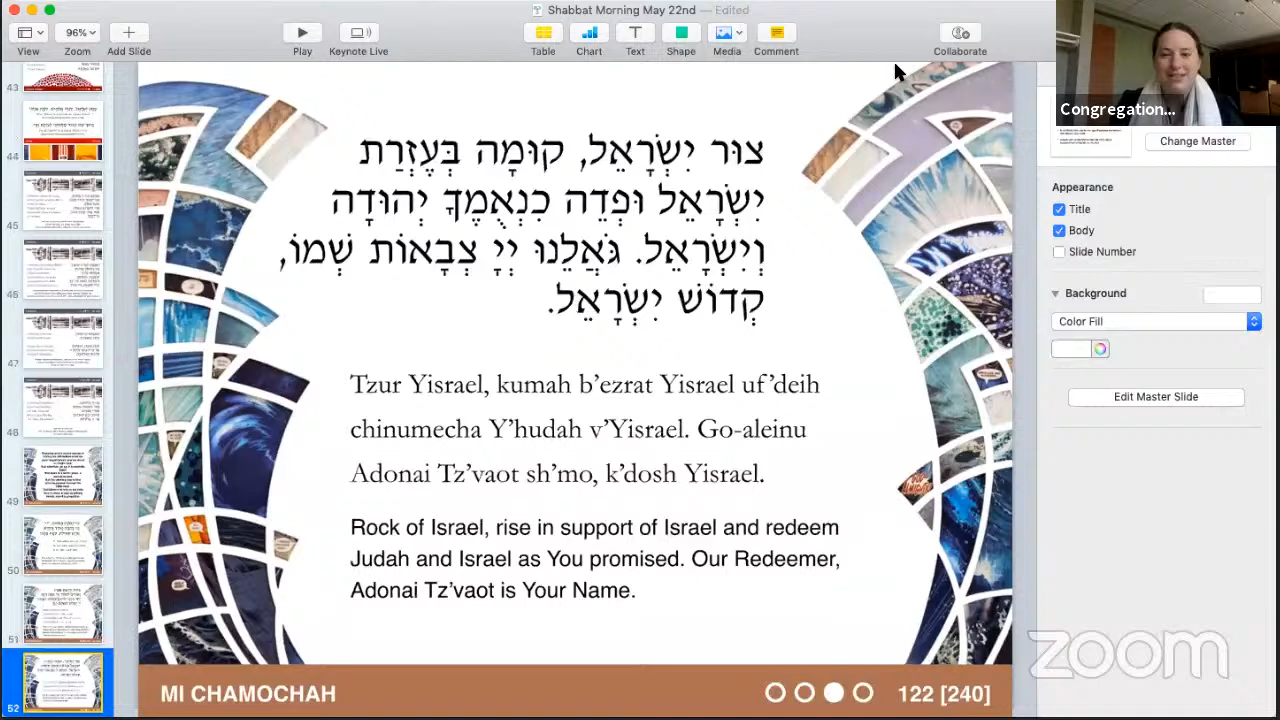 Shabbat Morning May 22nd — Edited
96%
View
Zoom
Add Slide
Play
Keynote Live
Table
Chart
Text
Shape
Media
Comment
Collaborate
Congregation...
Change Master
Appearance
Title
Body
Slide Number
Background
Color Fill
Edit Master Slide
43
44
45
46
47
48
49
50
51
52
צוּר יִשְׂרָאֵל, קוּמָה בְּעֶזְרַת
יִשְׂרָאֵל וּפְדֵה כִנְאֻמֶךָ יְהוּדָה
וְיִשְׂרָאֵל. גֹּאֲלֵנוּ יְיָ צְבָאוֹת שְׁמוֹ,
קְדוֹשׁ יִשְׂרָאֵל.
Tzur Yisrael, kumah b’ezrat Yisrael uf’deih
chinumecha Y’hudah v’Yisrael. Go-aleinu
Adonai Tz’vaot sh’mo, k’dosh Yisrael.
Rock of Israel, rise in support of Israel and redeem
Judah and Israel as You promised. Our Redeemer,
Adonai Tz’vaot is Your Name.
MI CHAMOCHAH
122 [240]
zoom